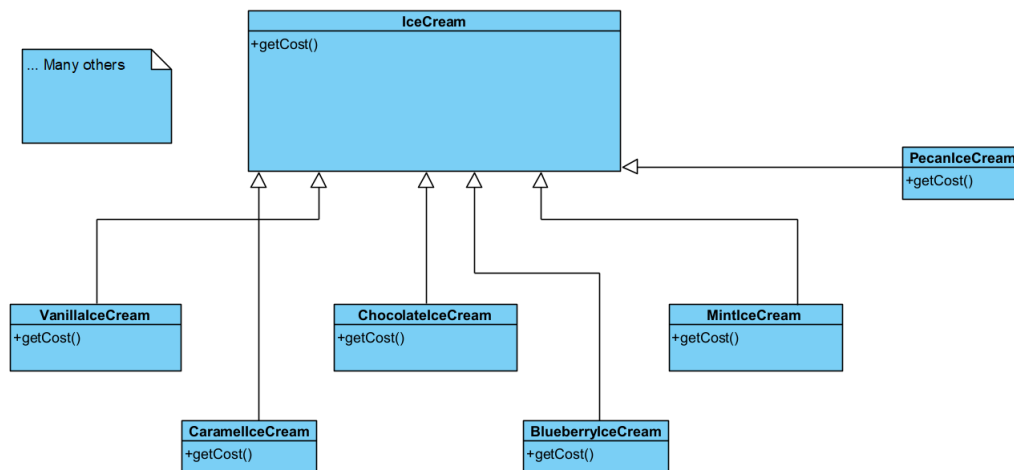 IceCream
+getCost()
... Many others
PecanIceCream
+getCost()
VanillaIceCream
+getCost()
ChocolateIceCream
+getCost()
MintIceCream
+getCost()
CaramelIceCream
+getCost()
BlueberryIceCream
+getCost()